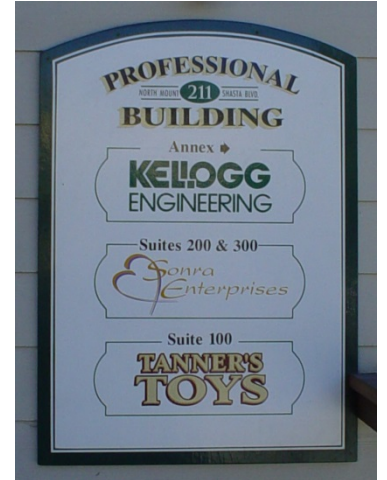 PROFESSIONAL
NORTH MOUNT 211 SHASTA BLVD.
BUILDING
Annex
KELLOGG
ENGINEERING
Suites 200 & 300
Sonra
Enterprises
Suite 100
TANNER'S
TOYS